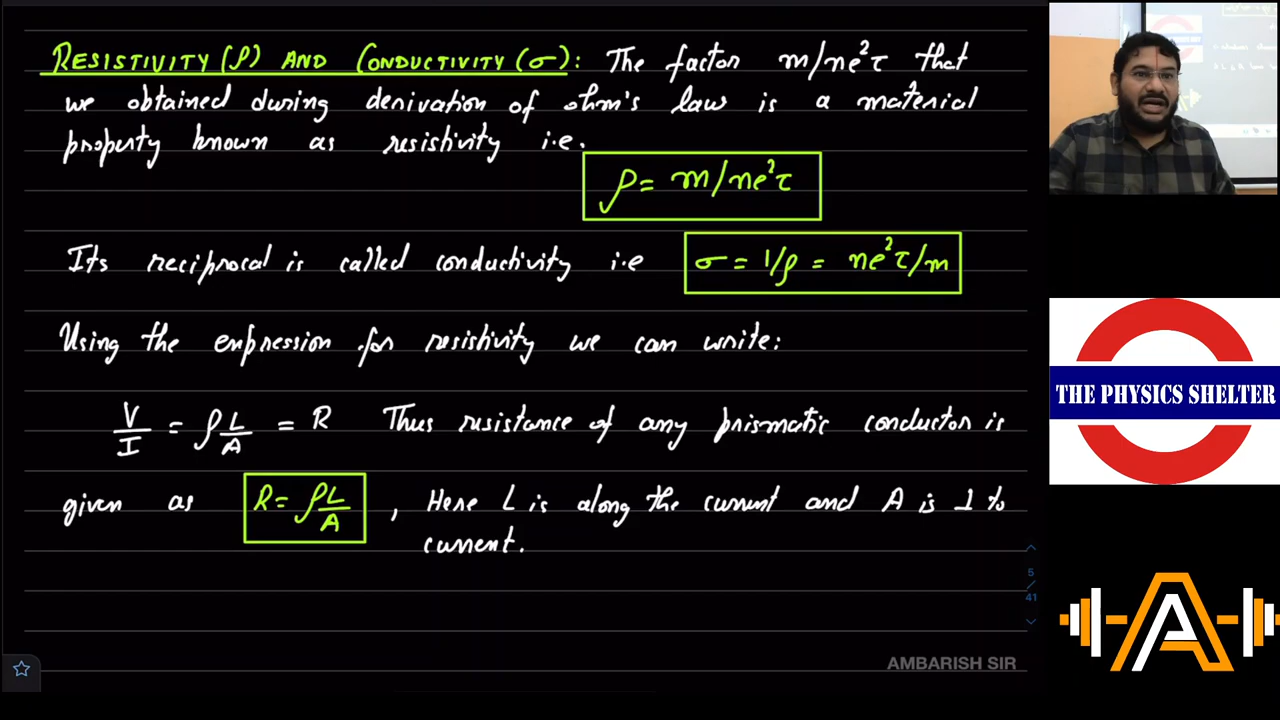 RESISTIVITY (ρ) AND CONDUCTIVITY (σ): The factor m/ne²τ that
we obtained during derivation of ohm's law is a material
property known as resistivity i.e.
ρ = m/ne²τ
Its reciprocal is called conductivity i.e σ = 1/ρ = ne²τ/m
Using the expression for resistivity we can write:
V/I = ρL/A = R Thus resistance of any prismatic conductor is
given as R = ρL/A , Here L is along the current and A is ⊥ to
current.
5
/
41
AMBARISH SIR
THE PHYSICS SHELTER
A